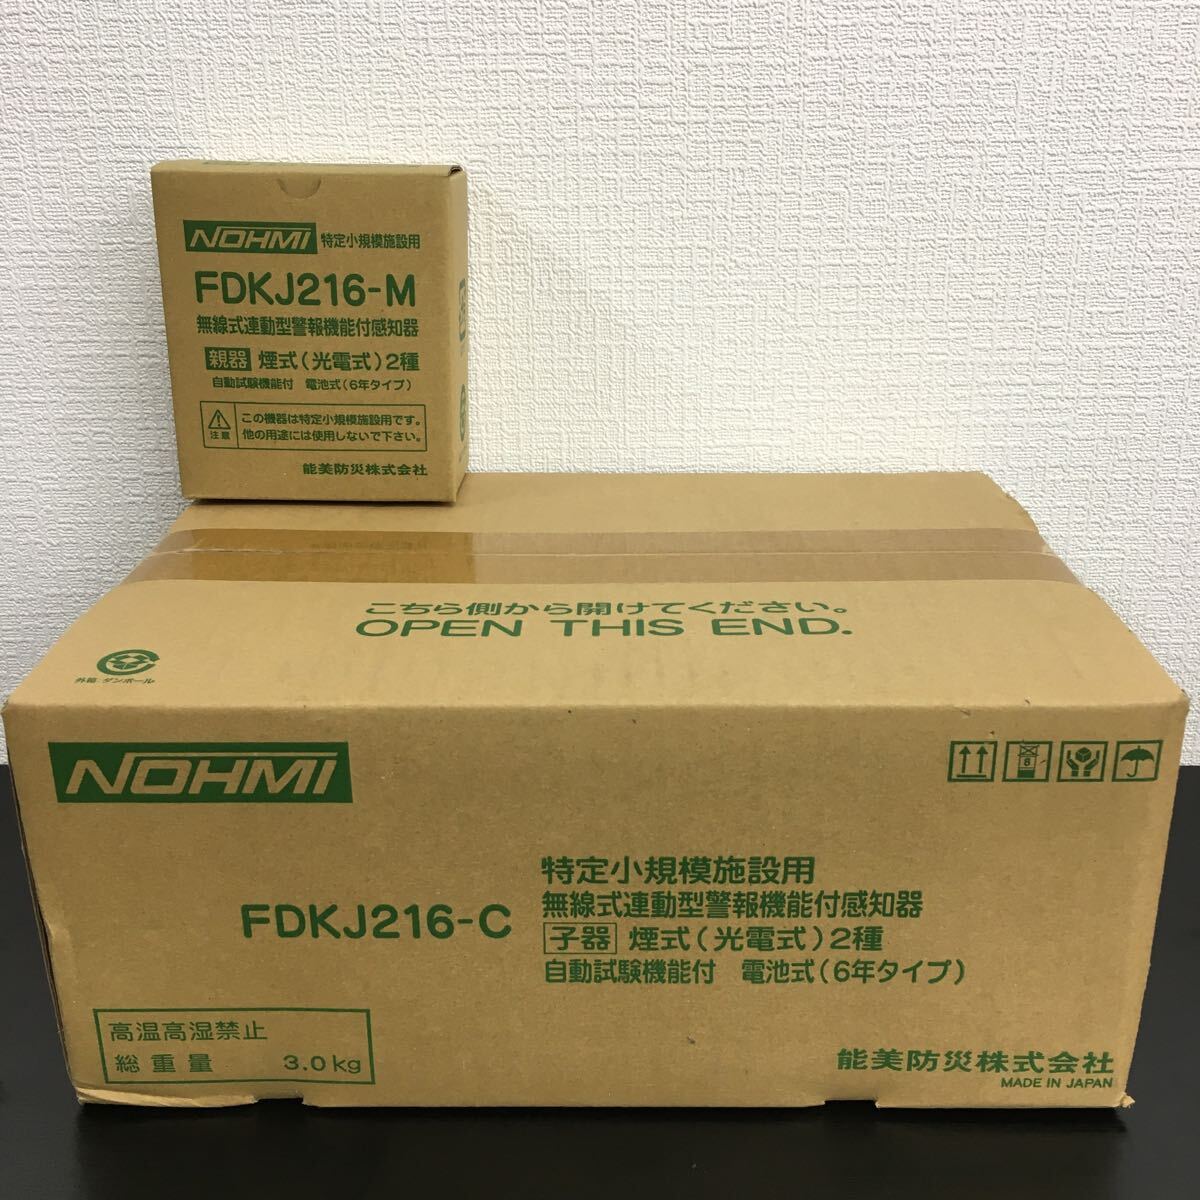 NOHMI 特定小規模施設用
FDKJ216-M
無線式連動型警報機能付感知器
親器 煙式(光電式)2種
自動試験機能付 電池式(6年タイプ)
注意
この機器は特定小規模施設用です。
他の用途には使用しないで下さい。
能美防災株式会社
こちら側から開けてください。
OPEN THIS END.
外箱:ダンボール
NOHMI
6
特定小規模施設用
FDKJ216-C
無線式連動型警報機能付感知器
子器 煙式(光電式)2種
自動試験機能付 電池式(6年タイプ)
高温高湿禁止
総重量 3.0kg
能美防災株式会社
MADE IN JAPAN